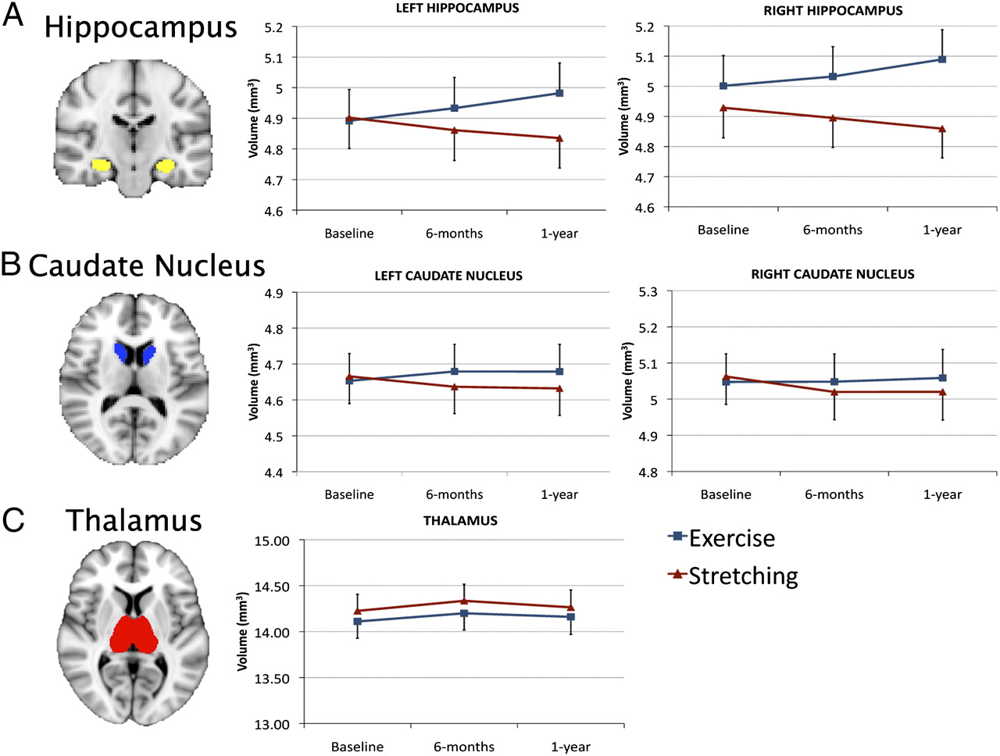 A
Hippocampus
LEFT HIPPOCAMPUS
Volume (mm³)
5.2
5.1
5
4.9
4.8
4.7
4.6
Baseline 6-months 1-year
RIGHT HIPPOCAMPUS
Volume (mm³)
5.2
5.1
5
4.9
4.8
4.7
4.6
Baseline 6-months 1-year
B Caudate Nucleus
LEFT CAUDATE NUCLEUS
Volume (mm³)
4.9
4.8
4.7
4.6
4.5
4.4
Baseline 6-months 1-year
RIGHT CAUDATE NUCLEUS
Volume (mm³)
5.3
5.2
5.1
5
4.9
4.8
Baseline 6-months 1-year
C Thalamus
THALAMUS
Volume (mm³)
15.00
14.50
14.00
13.50
13.00
Baseline 6-months 1-year
Exercise
Stretching